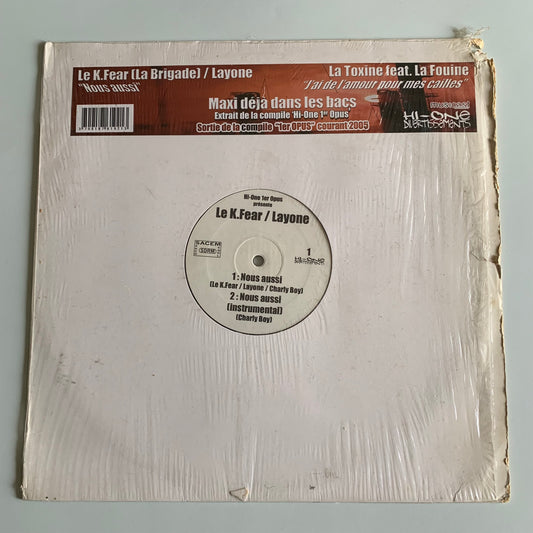 Le K.Fear (La Brigade) / Layone
"Nous aussi"
La Toxine feat. La Fouine
"J'ai de l'amour pour mes cailles"
Maxi déjà dans les bacs
Extrait de la compile 'Hi-One 1er Opus'
Sortie de la compile "1er OPUS" courant 2005
musicast
HI-ONE
DIVERTISSEMENTS
Hi-One 1er Opus
présente
Le K.Fear / Layone
SACEM
SDRM
1
1 : Nous aussi
(Le K.Fear / Layone / Charly Boy)
2 : Nous aussi
(instrumental)
(Charly Boy)